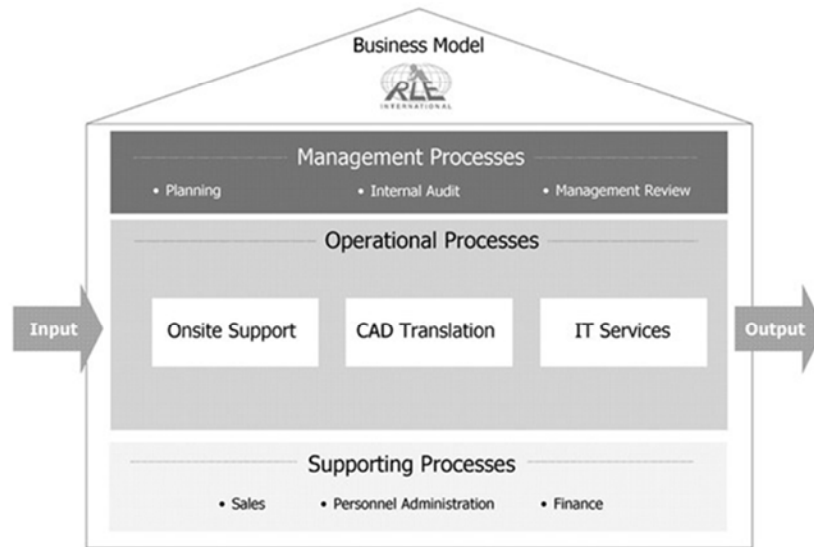 Business Model
RLE
INTERNATIONAL
Management Processes
• Planning • Internal Audit • Management Review
Operational Processes
Input
Onsite Support CAD Translation IT Services
Output
Supporting Processes
• Sales • Personnel Administration • Finance